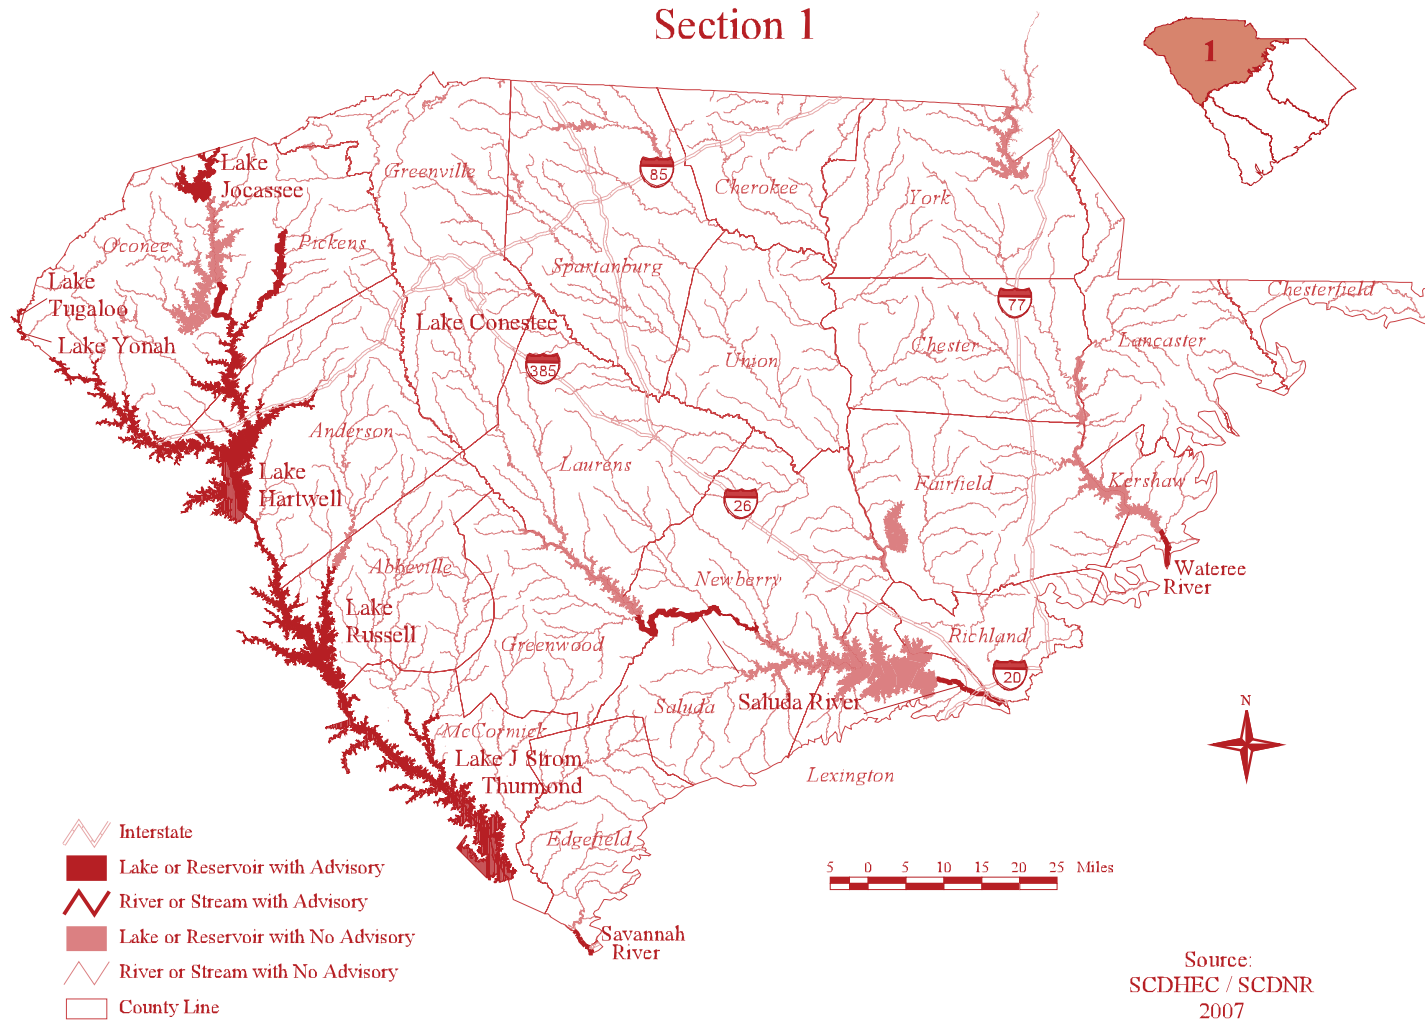 Section 1
1
Lake
Jocassee
Greenville
85
Cherokee
York
Oconee
Pickens
Spartanburg
Lake
Tugaloo
Chesterfield
77
Lake Conestee
Lake Yonah
Union
Chester
Lancaster
385
Anderson
Lake
Hartwell
Laurens
Fairfield
Kershaw
26
Abbeville
Newberry
Wateree
River
Lake
Russell
Greenwood
Richland
20
Saluda
Saluda River
N
McCormick
Lake J Strom
Thurmond
Lexington
Edgefield
Interstate
Lake or Reservoir with Advisory
River or Stream with Advisory
Lake or Reservoir with No Advisory
River or Stream with No Advisory
County Line
5 0 5 10 15 20 25 Miles
Savannah
River
Source:
SCDHEC / SCDNR
2007